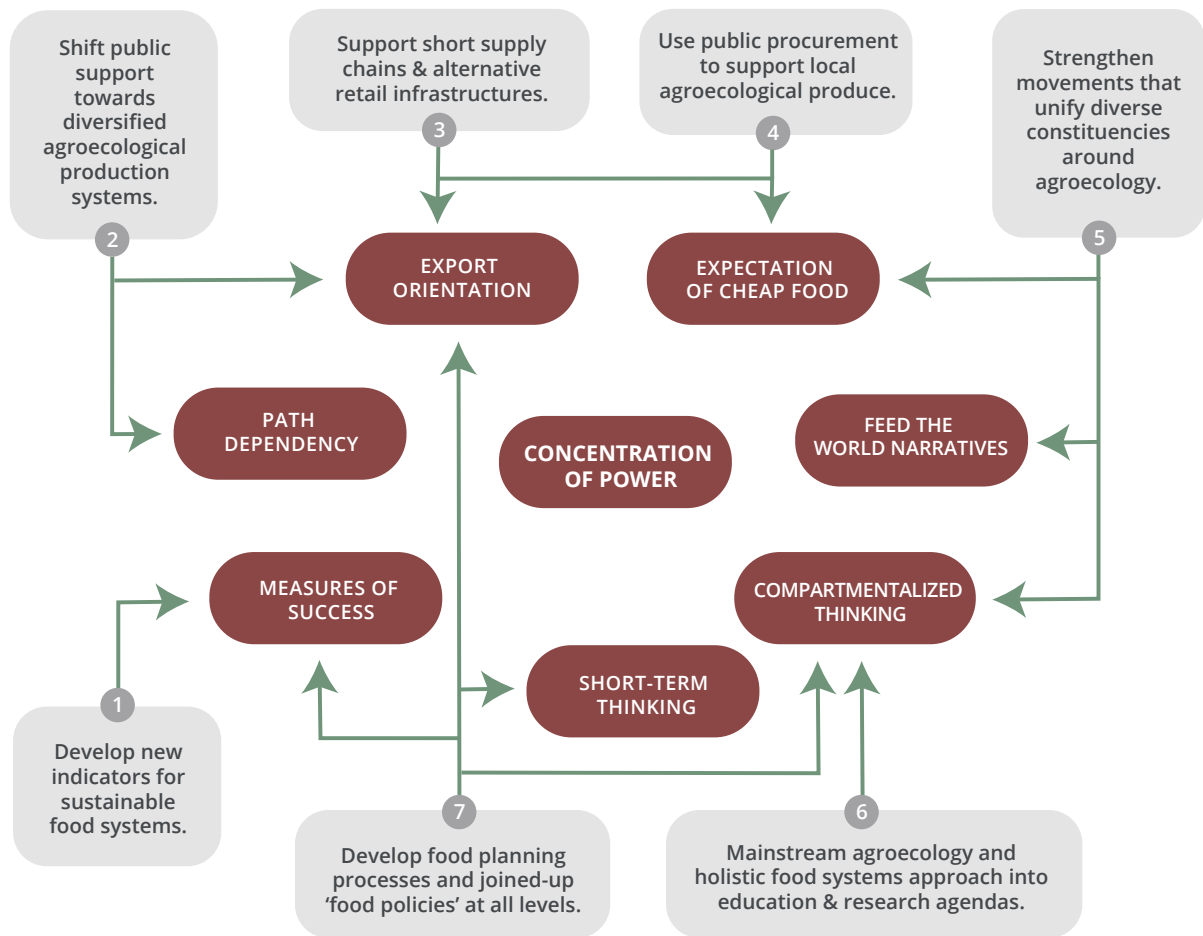 Shift public
support
towards
diversified
agroecological
production
systems.
2
Support short supply
chains & alternative
retail infrastructures.
3
Use public procurement
to support local
agroecological produce.
4
Strengthen
movements that
unify diverse
constituencies
around
agroecology.
5
EXPORT
ORIENTATION
EXPECTATION
OF CHEAP FOOD
PATH
DEPENDENCY
CONCENTRATION
OF POWER
FEED THE
WORLD NARRATIVES
MEASURES OF
SUCCESS
COMPARTMENTALIZED
THINKING
SHORT-TERM
THINKING
1
Develop new
indicators for
sustainable
food systems.
7
Develop food planning
processes and joined-up
‘food policies’ at all levels.
6
Mainstream agroecology and
holistic food systems approach into
education & research agendas.